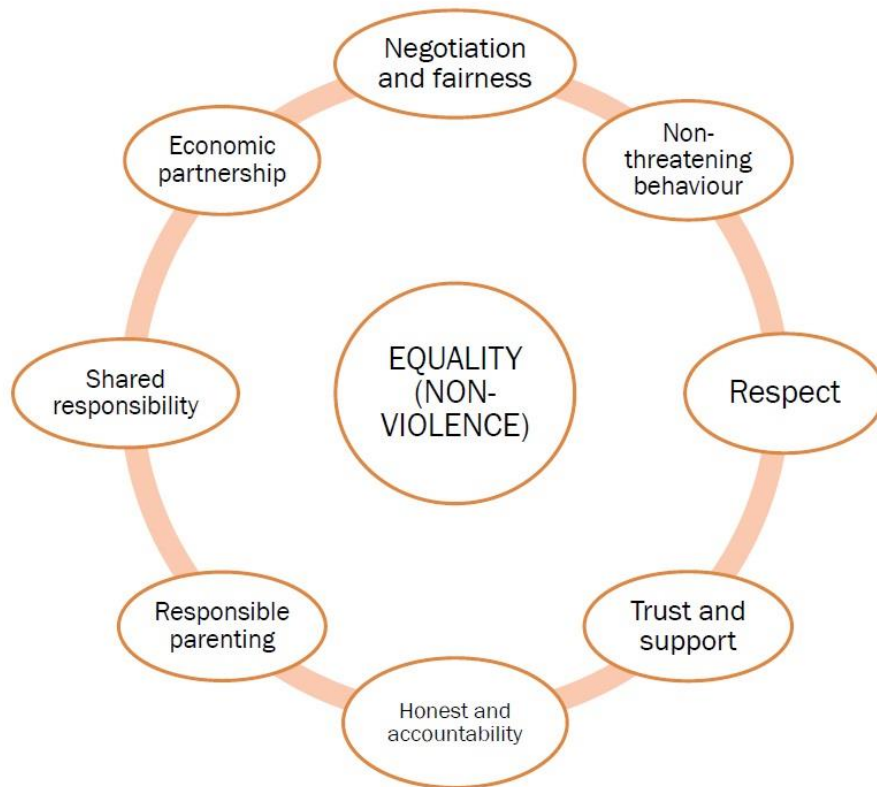 Negotiation
and fairness
Non-
threatening
behaviour
Respect
Trust and
support
Honest and
accountability
Responsible
parenting
Shared
responsibility
Economic
partnership
EQUALITY
(NON-
VIOLENCE)